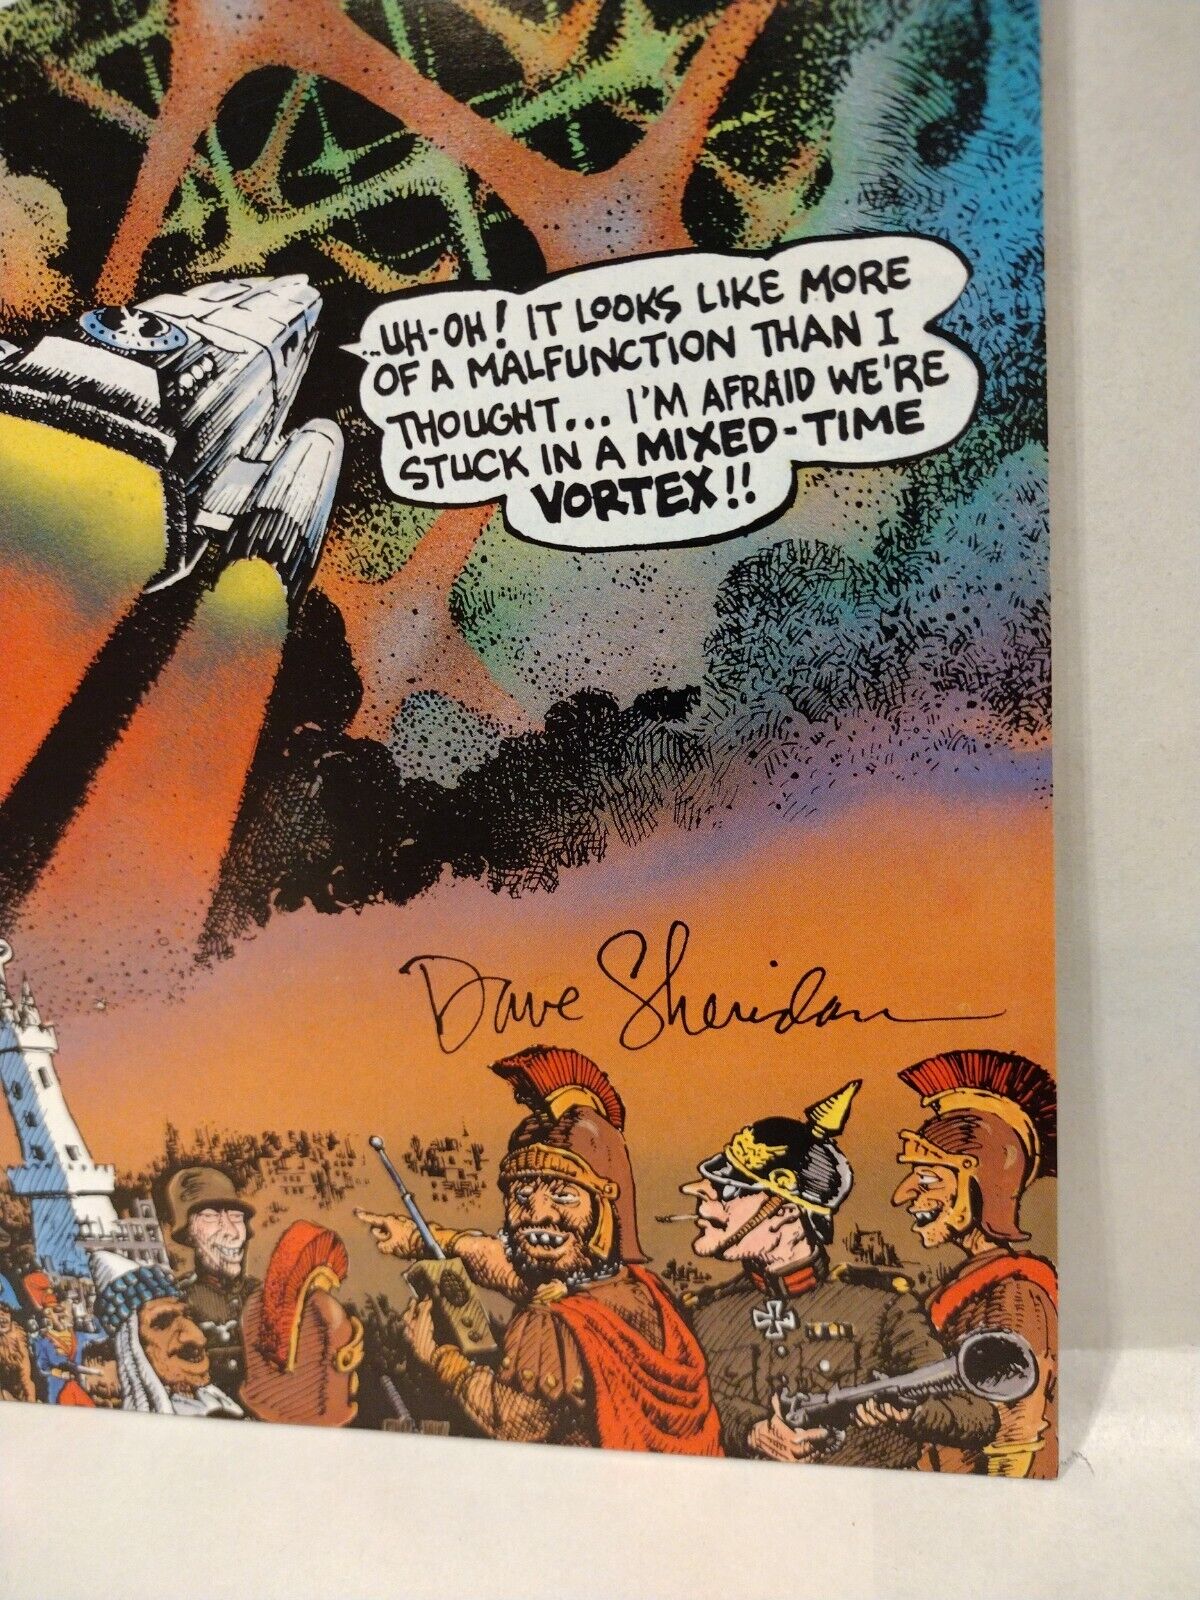 ..UH-OH! IT LOOKS LIKE MORE
OF A MALFUNCTION THAN I
THOUGHT... I'M AFRAID WE'RE
STUCK IN A MIXED-TIME
VORTEX!!
Dave Sheridan